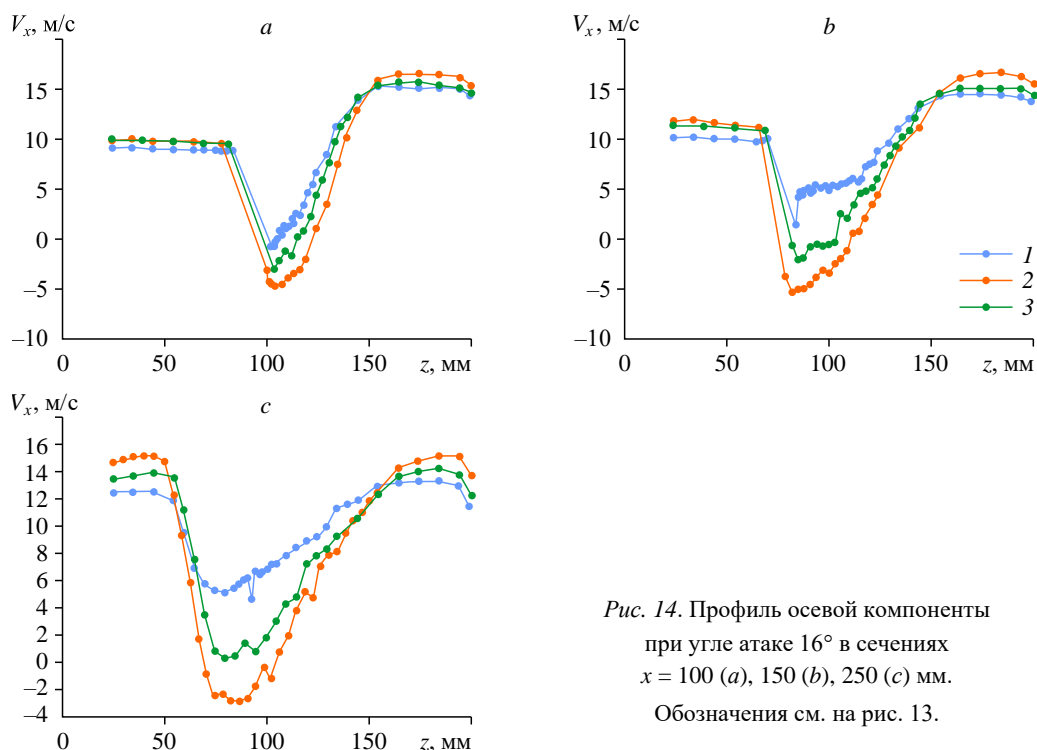 Vx, м/с
a
15
10
5
0
–5
–10
0
50
100
150
z, мм
Vx, м/с
b
15
10
5
0
–5
–10
0
50
100
150
z, мм
1
2
3
Vx, м/с
c
16
14
12
10
8
6
4
2
0
–2
–4
0
50
100
150
z, мм
Рис. 14. Профиль осевой компоненты
при угле атаке 16° в сечениях
x = 100 (a), 150 (b), 250 (c) мм.
Обозначения см. на рис. 13.